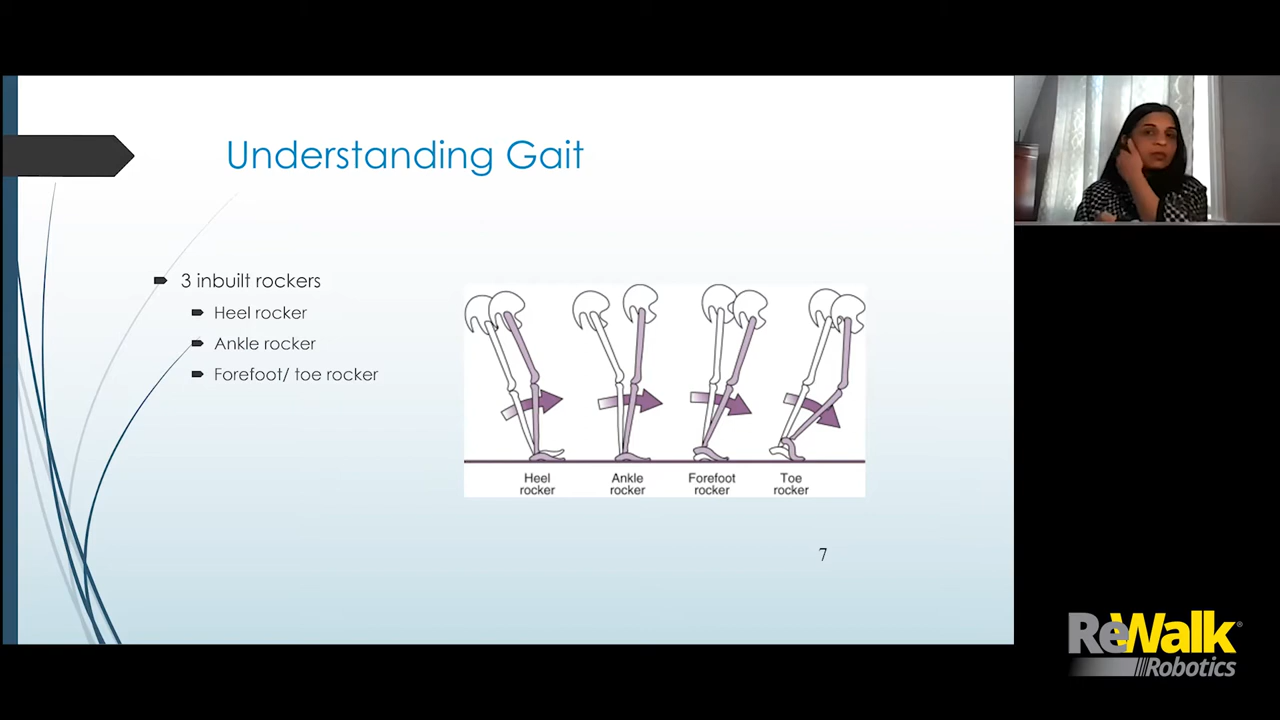 Understanding Gait
3 inbuilt rockers
Heel rocker
Ankle rocker
Forefoot/ toe rocker
Heel
rocker
Ankle
rocker
Forefoot
rocker
Toe
rocker
7
ReWalk®
Robotics